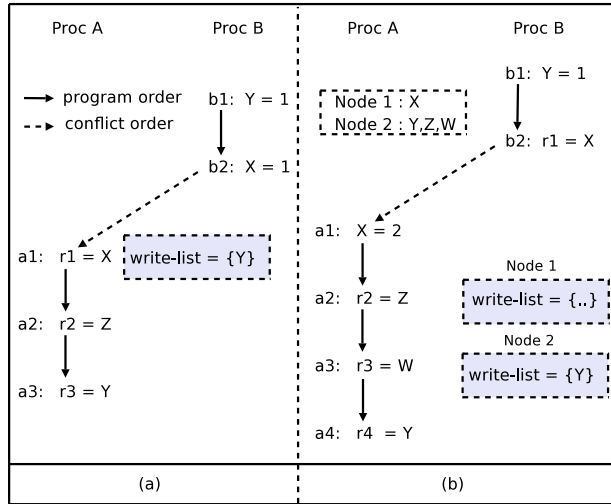 Proc A
Proc B
program order
conflict order
b1: Y = 1
b2: X = 1
a1: r1 = X
write-list = {Y}
a2: r2 = Z
a3: r3 = Y
(a)
Proc A
Proc B
Node 1 : X
Node 2 : Y,Z,W
b1: Y = 1
b2: r1 = X
a1: X = 2
Node 1
a2: r2 = Z
write-list = {..}
Node 2
a3: r3 = W
write-list = {Y}
a4: r4 = Y
(b)